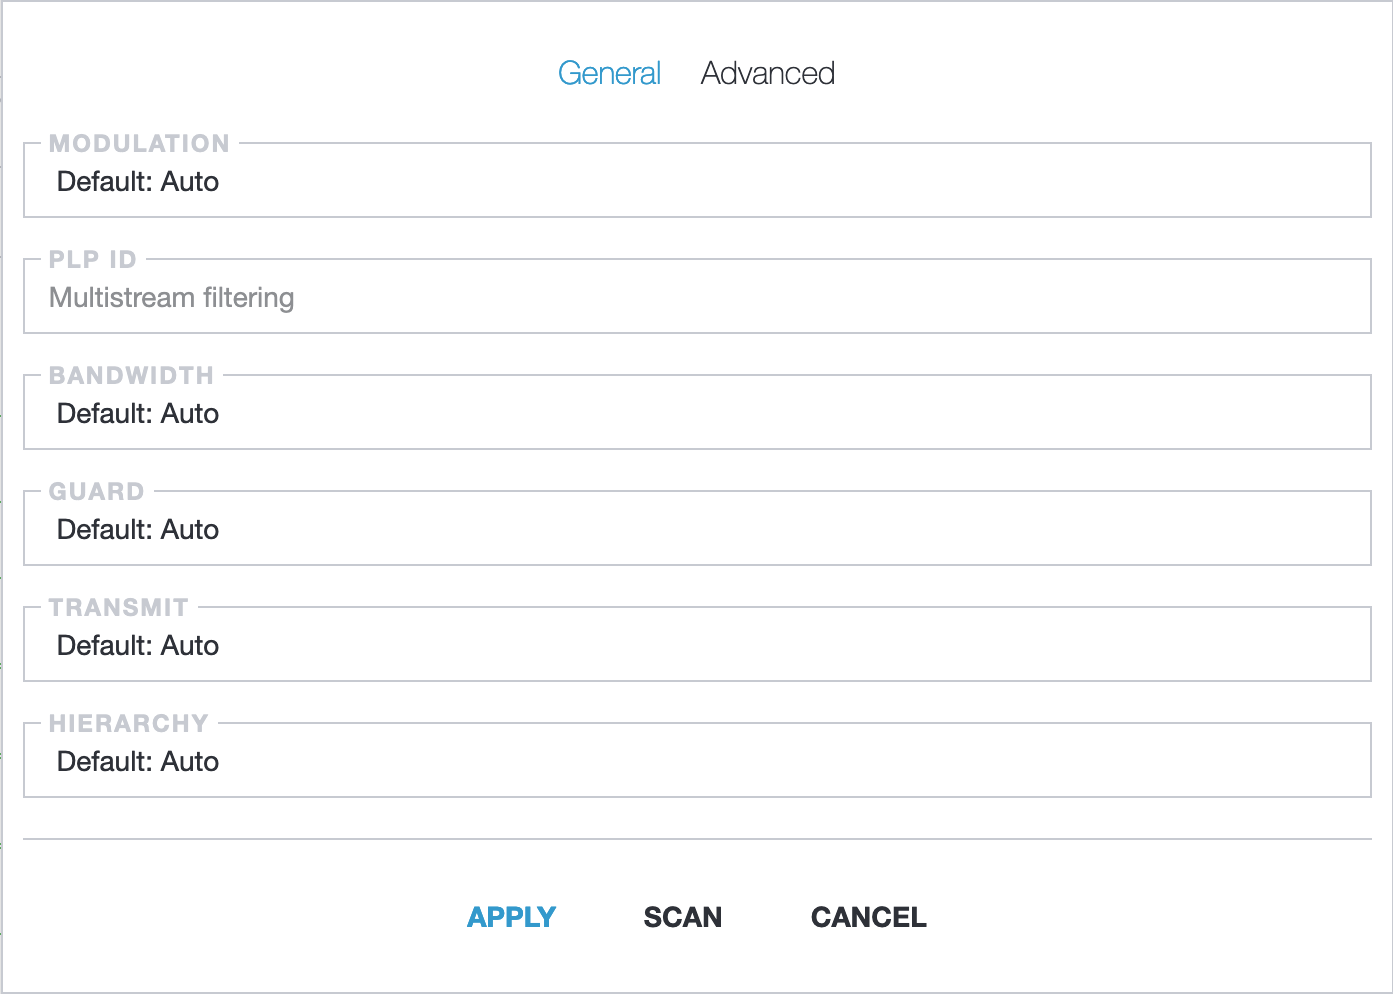 General Advanced
MODULATION
Default: Auto
PLP ID
Multistream filtering
BANDWIDTH
Default: Auto
GUARD
Default: Auto
TRANSMIT
Default: Auto
HIERARCHY
Default: Auto
APPLY SCAN CANCEL